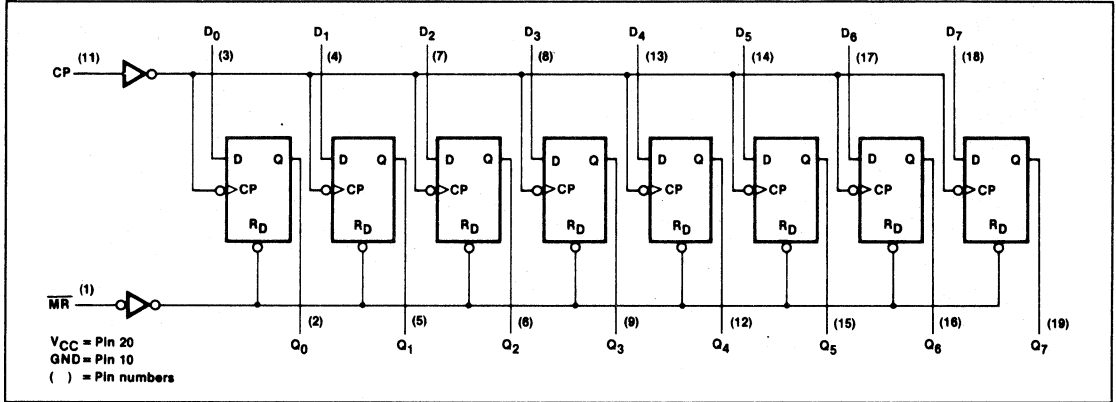 D0 D1 D2 D3 D4 D5 D6 D7
(11) (3) (4) (7) (8) (13) (14) (17) (18)
CP
D Q D Q D Q D Q D Q D Q D Q D Q
CP CP CP CP CP CP CP CP
RD RD RD RD RD RD RD RD
(1)
MR
(2) (5) (6) (9) (12) (15) (16) (19)
Q0 Q1 Q2 Q3 Q4 Q5 Q6 Q7
VCC = Pin 20
GND = Pin 10
( ) = Pin numbers